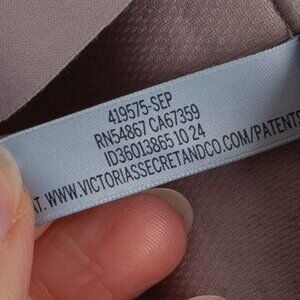 419575-SEP
RN54867 CA67359
ID36013865 10 24
AT. WWW.VICTORIASSECRETANDCO.COM/PATENTS